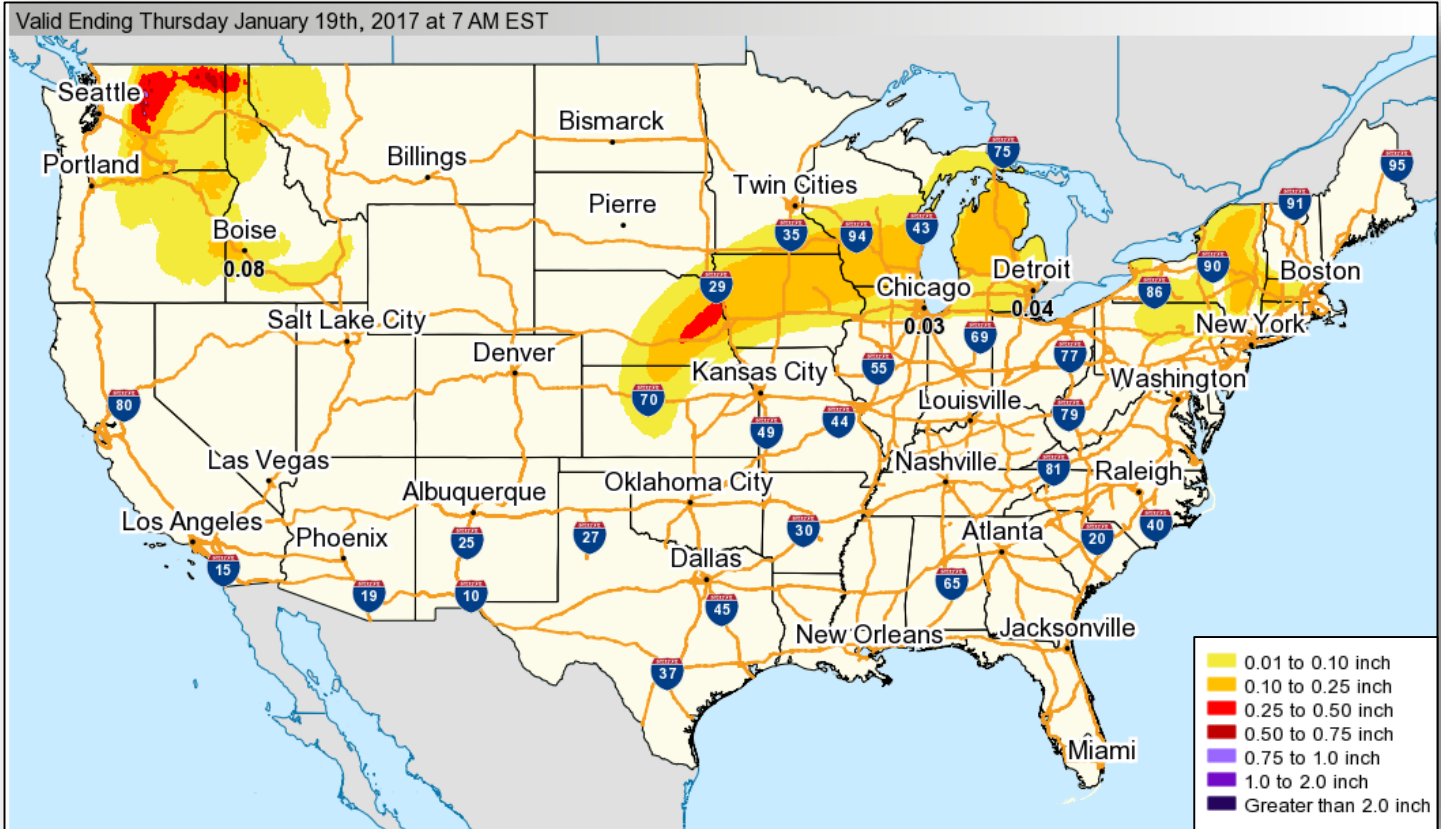 Valid Ending Thursday January 19th, 2017 at 7 AM EST
Seattle
Bismarck
75
95
Portland
Billings
Twin Cities
91
Pierre
Boise
35
94
43
90
0.08
29
Chicago
Detroit
86
Boston
0.04
Salt Lake City
0.03
New York
69
Denver
77
Kansas City
55
Washington
80
70
Louisville
79
44
49
Las Vegas
Nashville
81
Raleigh
Albuquerque
Oklahoma City
Los Angeles
Phoenix
25
27
30
Atlanta
20
40
15
Dallas
65
19
10
45
New Orleans
Jacksonville
37
Miami
0.01 to 0.10 inch
0.10 to 0.25 inch
0.25 to 0.50 inch
0.50 to 0.75 inch
0.75 to 1.0 inch
1.0 to 2.0 inch
Greater than 2.0 inch